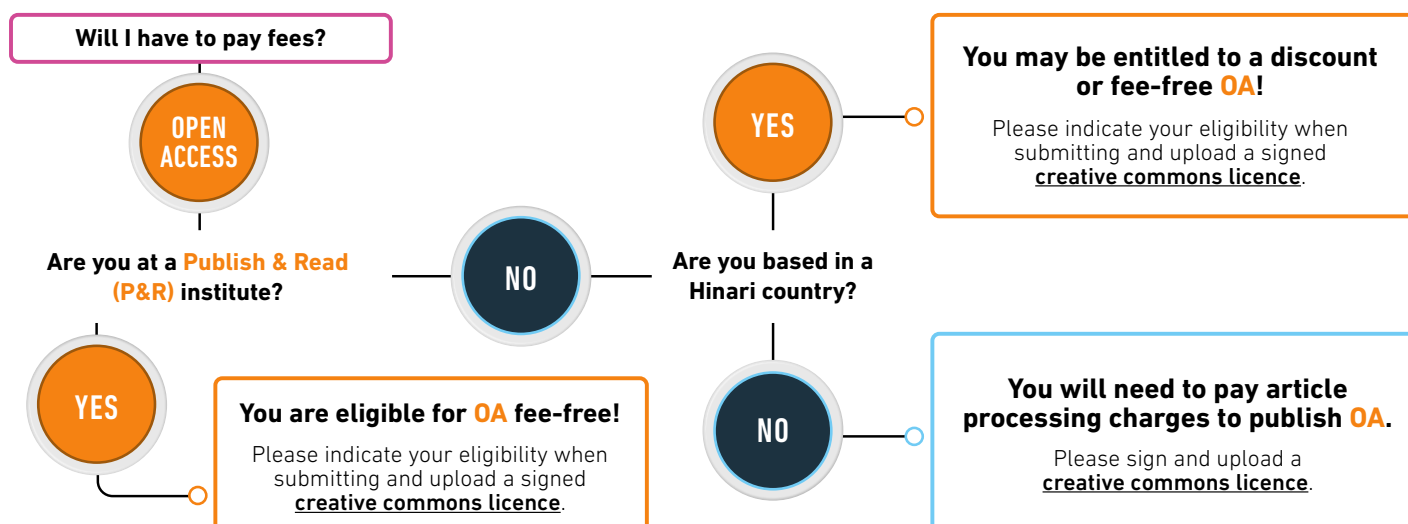 Will I have to pay fees?
OPEN
ACCESS
Are you at a Publish & Read
(P&R) institute?
YES
You are eligible for OA fee-free!
Please indicate your eligibility when
submitting and upload a signed
creative commons licence.
NO
Are you based in a
Hinari country?
YES
You may be entitled to a discount
or fee-free OA!
Please indicate your eligibility when
submitting and upload a signed
creative commons licence.
NO
You will need to pay article
processing charges to publish OA.
Please sign and upload a
creative commons licence.